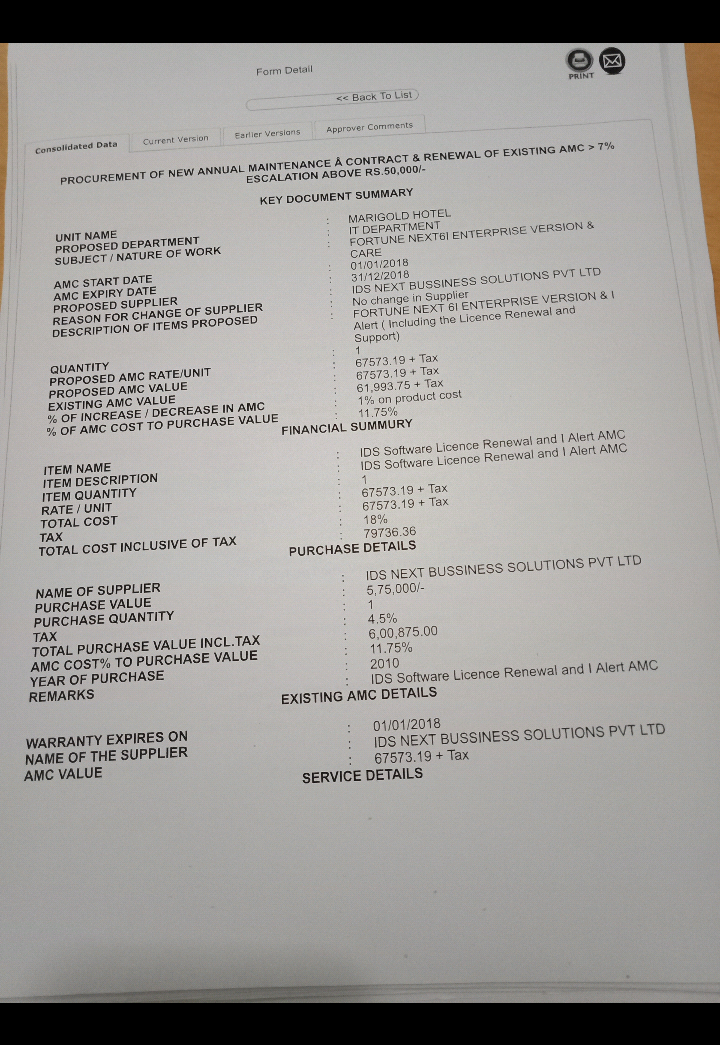 Form Detail
PRINT
<< Back To List
Consolidated Data
Current Version
Earlier Versions
Approver Comments
PROCUREMENT OF NEW ANNUAL MAINTENANCE Â CONTRACT & RENEWAL OF EXISTING AMC > 7%
ESCALATION ABOVE RS.50,000/-
KEY DOCUMENT SUMMARY
UNIT NAME : MARIGOLD HOTEL
PROPOSED DEPARTMENT : IT DEPARTMENT
SUBJECT / NATURE OF WORK : FORTUNE NEXT6I ENTERPRISE VERSION &
CARE
AMC START DATE : 01/01/2018
AMC EXPIRY DATE : 31/12/2018
PROPOSED SUPPLIER : IDS NEXT BUSSINESS SOLUTIONS PVT LTD
REASON FOR CHANGE OF SUPPLIER : No change in Supplier
DESCRIPTION OF ITEMS PROPOSED : FORTUNE NEXT 6I ENTERPRISE VERSION & I
Alert ( Including the Licence Renewal and
Support)
QUANTITY : 1
PROPOSED AMC RATE/UNIT : 67573.19 + Tax
PROPOSED AMC VALUE : 67573.19 + Tax
EXISTING AMC VALUE : 61,993.75 + Tax
% OF INCREASE / DECREASE IN AMC : 1% on product cost
% OF AMC COST TO PURCHASE VALUE : 11.75%
FINANCIAL SUMMURY
ITEM NAME : IDS Software Licence Renewal and I Alert AMC
ITEM DESCRIPTION : IDS Software Licence Renewal and I Alert AMC
ITEM QUANTITY : 1
RATE / UNIT : 67573.19 + Tax
TOTAL COST : 67573.19 + Tax
TAX : 18%
TOTAL COST INCLUSIVE OF TAX : 79736.36
PURCHASE DETAILS
NAME OF SUPPLIER : IDS NEXT BUSSINESS SOLUTIONS PVT LTD
PURCHASE VALUE : 5,75,000/-
PURCHASE QUANTITY : 1
TAX : 4.5%
TOTAL PURCHASE VALUE INCL.TAX : 6,00,875.00
AMC COST% TO PURCHASE VALUE : 11.75%
YEAR OF PURCHASE : 2010
REMARKS : IDS Software Licence Renewal and I Alert AMC
EXISTING AMC DETAILS
WARRANTY EXPIRES ON : 01/01/2018
NAME OF THE SUPPLIER : IDS NEXT BUSSINESS SOLUTIONS PVT LTD
AMC VALUE : 67573.19 + Tax
SERVICE DETAILS